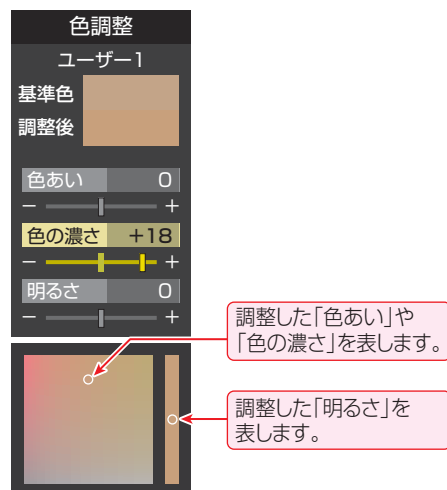 色調整
ユーザー1
基準色
調整後
色あい 0
− +
色の濃さ +18
− +
明るさ 0
− +
調整した「色あい」や
「色の濃さ」を表します。
調整した「明るさ」を
表します。